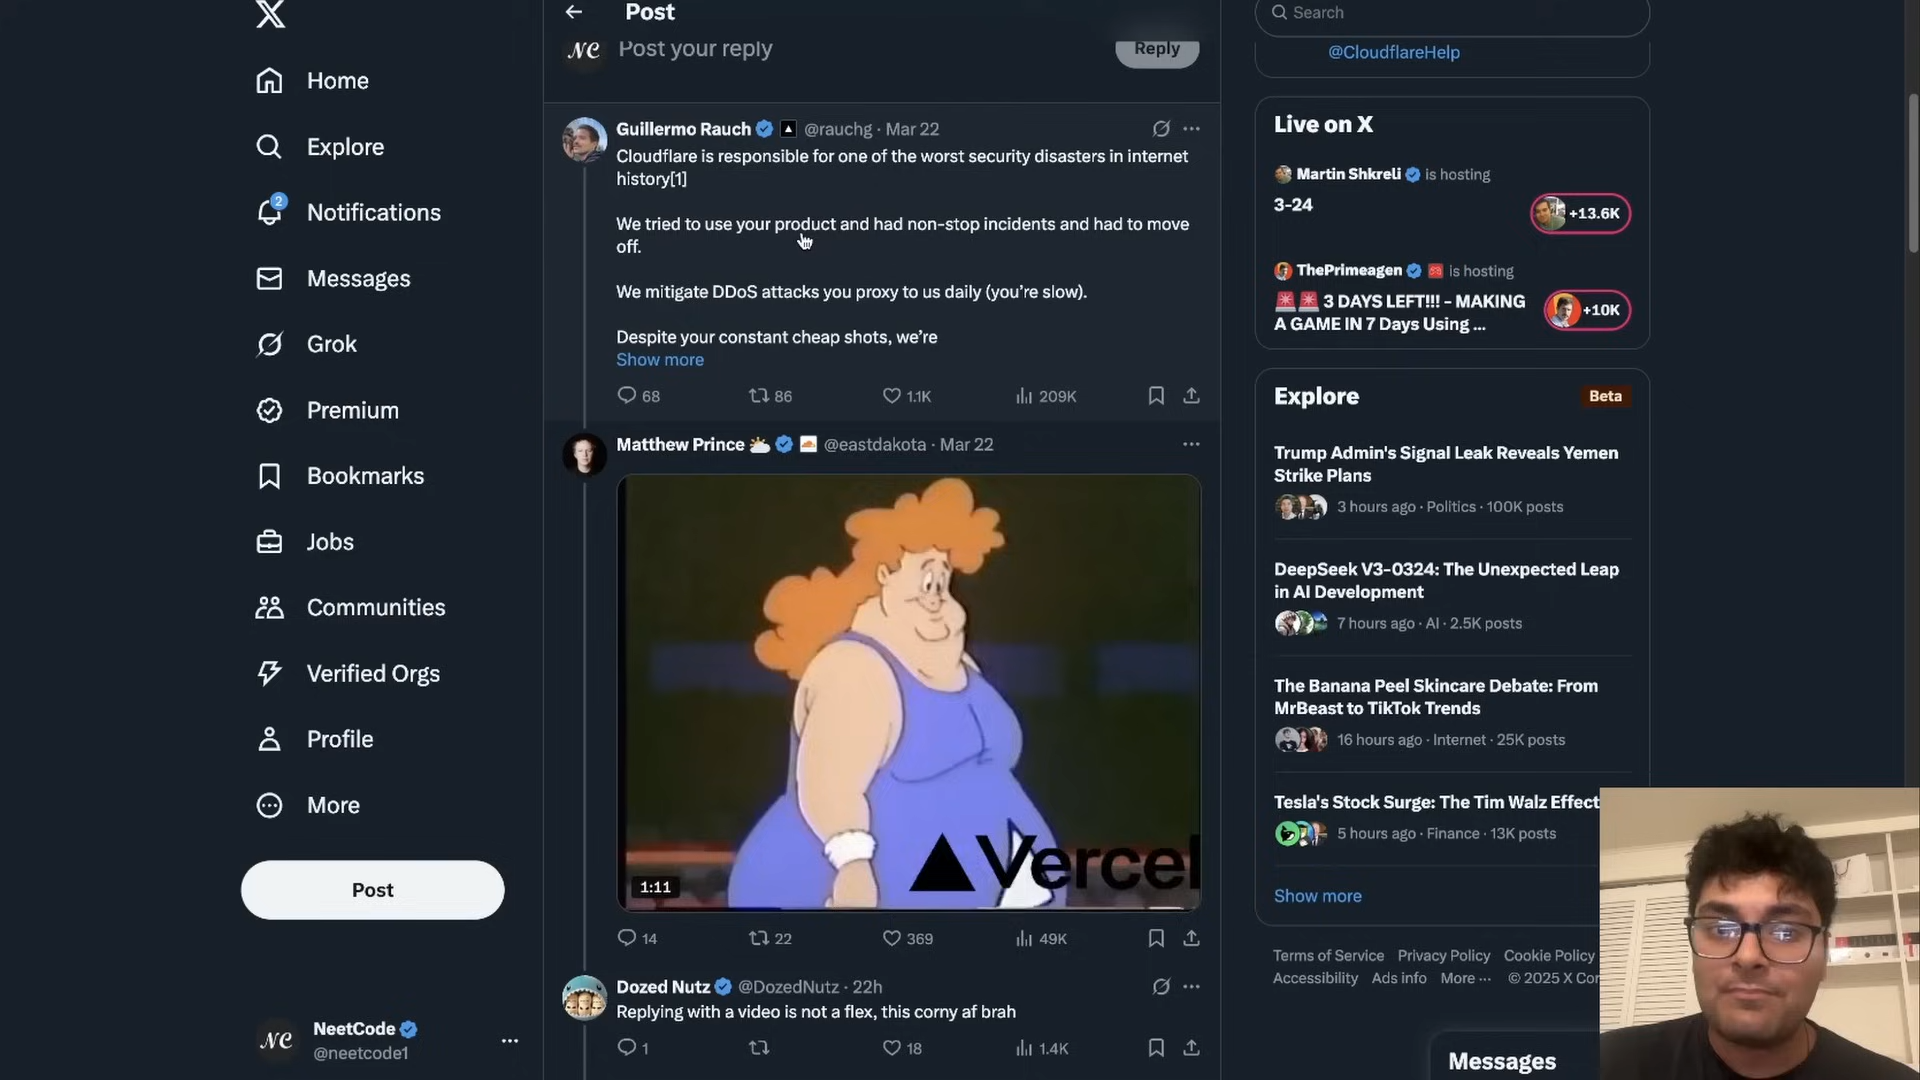 Home
Explore
2
Notifications
Messages
Grok
Premium
Bookmarks
Jobs
Communities
Verified Orgs
Profile
More
Post
NC
NeetCode
@neetcode1
Post
NC
Post your reply
Reply
Guillermo Rauch @rauchg · Mar 22
Cloudflare is responsible for one of the worst security disasters in internet
history[1]
We tried to use your product and had non-stop incidents and had to move
off.
We mitigate DDoS attacks you proxy to us daily (you’re slow).
Despite your constant cheap shots, we’re
Show more
68 86 1.1K 209K
Matthew Prince @eastdakota · Mar 22
Vercel
1:11
14 22 369 49K
Dozed Nutz @DozedNutz · 22h
Replying with a video is not a flex, this corny af brah
1 18 1.4K
Search
@CloudflareHelp
Live on X
Martin Shkreli is hosting
3-24
+13.6K
ThePrimeagen is hosting
3 DAYS LEFT!!! - MAKING
A GAME IN 7 Days Using ...
+10K
Explore
Beta
Trump Admin's Signal Leak Reveals Yemen
Strike Plans
3 hours ago · Politics · 100K posts
DeepSeek V3-0324: The Unexpected Leap
in AI Development
7 hours ago · AI · 2.5K posts
The Banana Peel Skincare Debate: From
MrBeast to TikTok Trends
16 hours ago · Internet · 25K posts
Tesla's Stock Surge: The Tim Walz Effect
5 hours ago · Finance · 13K posts
Show more
Terms of Service Privacy Policy Cookie Policy
Accessibility Ads info More ··· © 2025 X Cor
Messages